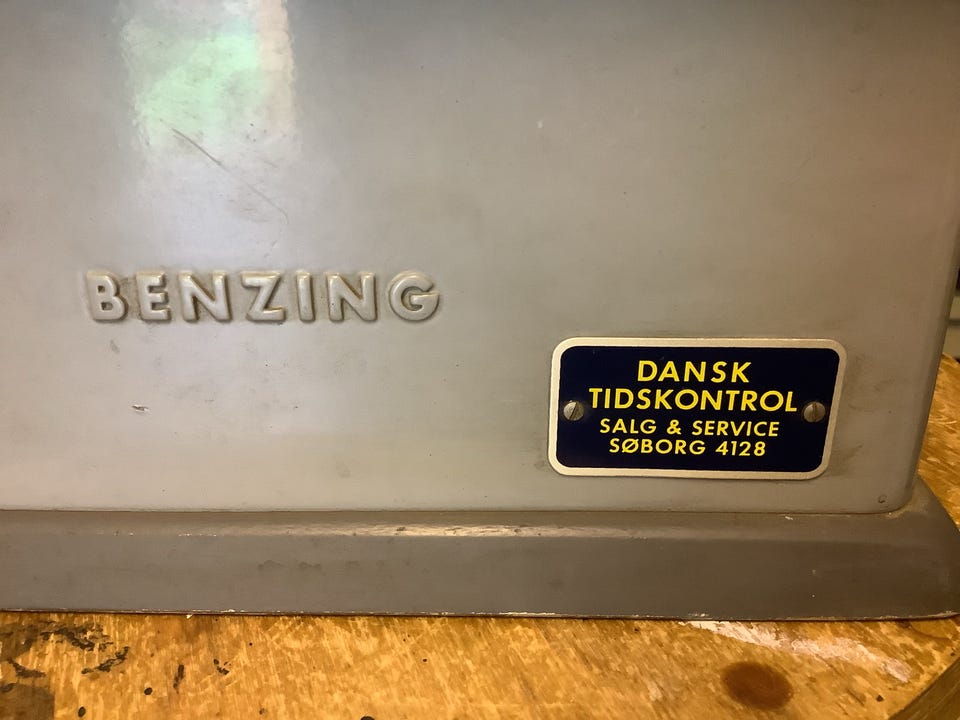 BENZING
DANSK
TIDSKONTROL
SALG & SERVICE
SØBORG 4128